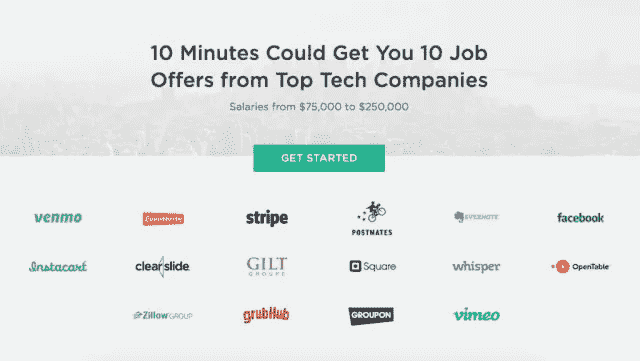 10 Minutes Could Get You 10 Job
Offers from Top Tech Companies
Salaries from $75,000 to $250,000
GET STARTED
venmo
Eventbrite
stripe
POSTMATES
EVERNOTE
facebook
Instacart
clearslide
GILT
GROUPE
Square
whisper
OpenTable
Zillow GROUP
grubHub
GROUPON
vimeo